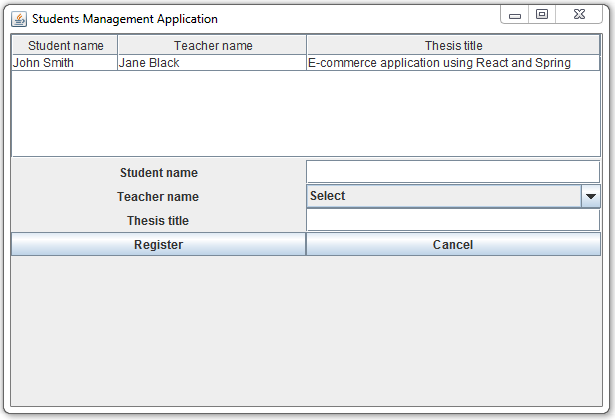 Students Management Application
Student name Teacher name Thesis title
John Smith Jane Black E-commerce application using React and Spring
Student name
Teacher name Select
Thesis title
Register Cancel